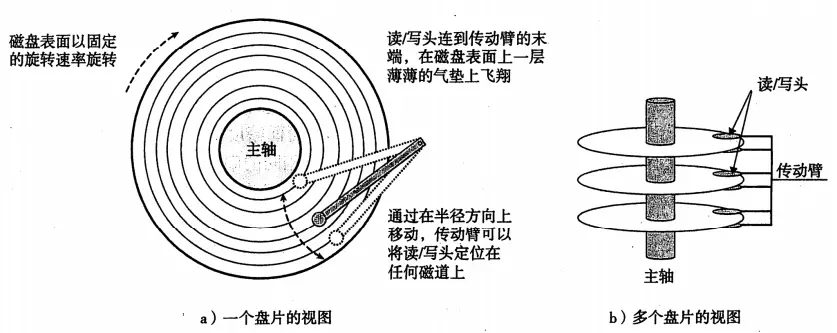 磁盘表面以固定
的旋转速率旋转
读/写头连到传动臂的末
端，在磁盘表面上一层
薄薄的气垫上飞翔
主轴
通过在半径方向上
移动，传动臂可以
将读/写头定位在
任何磁道上
a）一个盘片的视图
读/写头
传动臂
主轴
b）多个盘片的视图